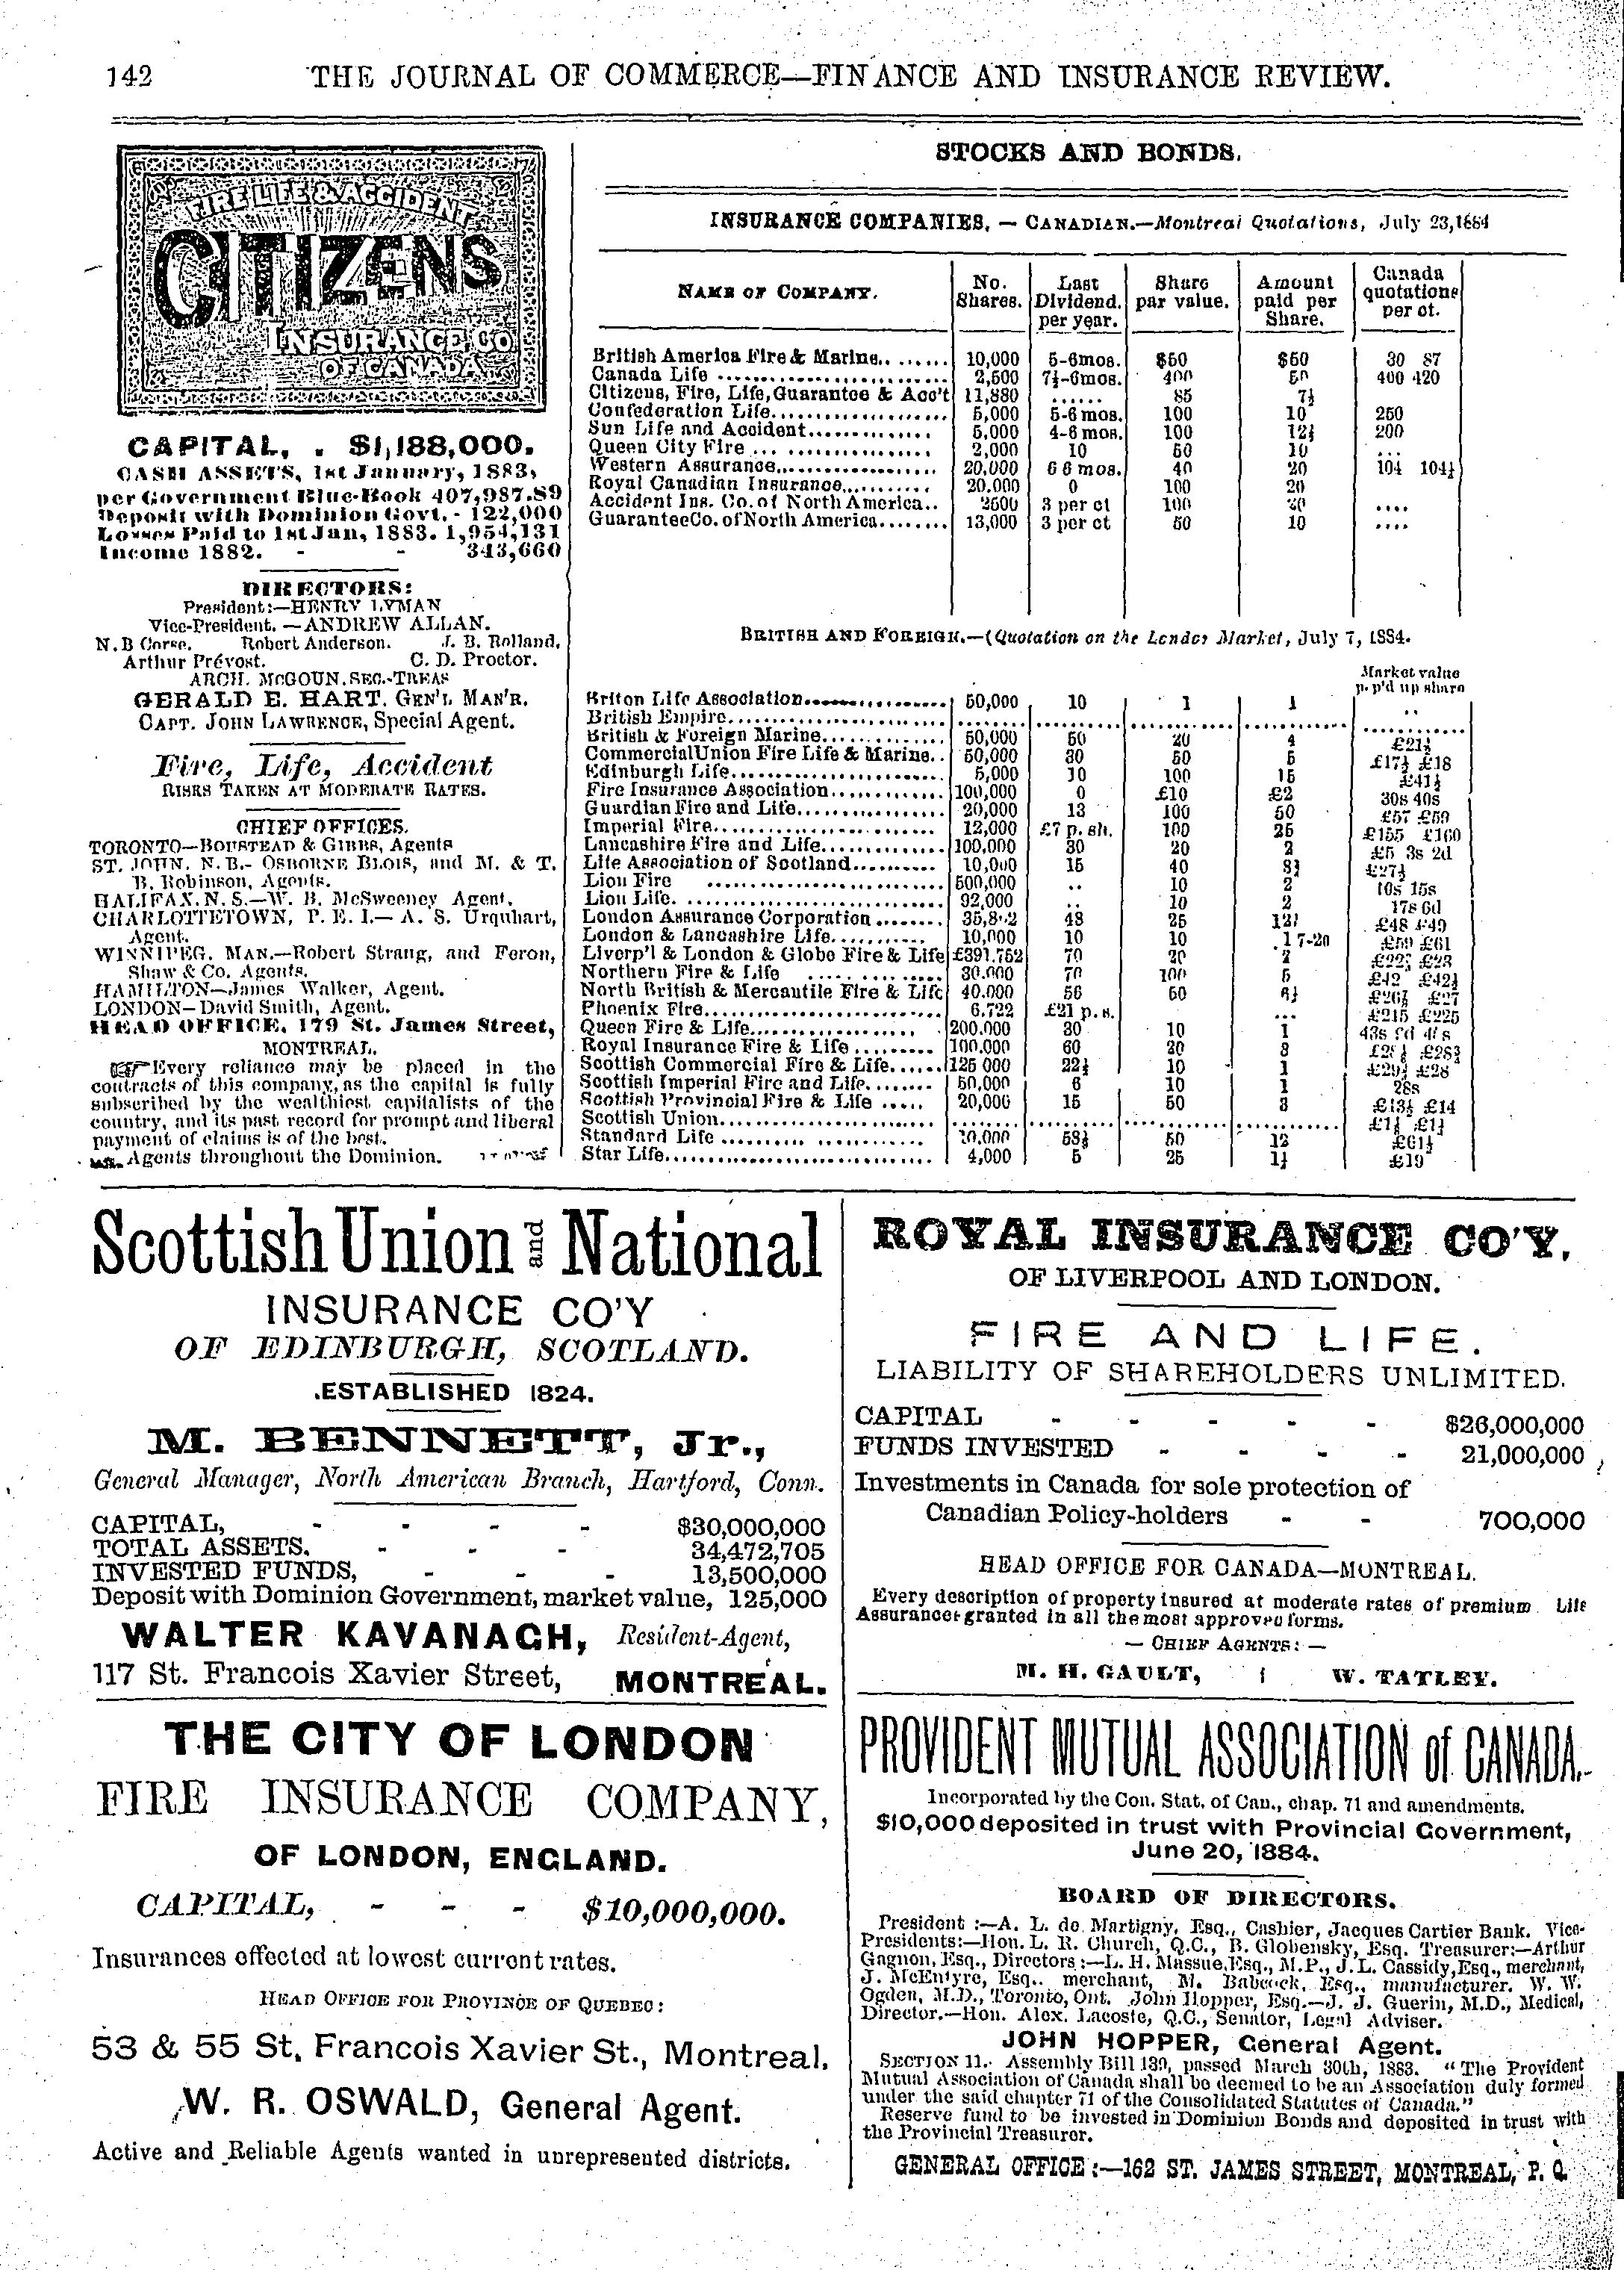 142 THE JOURNAL OF COMMERCE—FINANCE AND INSURANCE REVIEW.
FIRE LIFE & ACCIDENT
CITIZENS
INSURANCE CO
OF CANADA
CAPITAL, . $1,188,000.
CASH ASSETS, 1st January, 1883,
per Government Blue-Book 407,987.89
Deposit with Dominion Govt. - 122,000
Losses Paid to 1st Jan, 1883. 1,954,131
Income 1882. - - 343,660
DIRECTORS:
President:—HENRY LYMAN
Vice-President.—ANDREW ALLAN.
N. B Corse. Robert Anderson. J. B. Rolland.
Arthur Prévost. C. D. Proctor.
ARCH. McGOUN. SEC.-TREAS
GERALD E. HART. GEN'L MAN'R.
CAPT. JOHN LAWRENCE, Special Agent.
Fire, Life, Accident
RISKS TAKEN AT MODERATE RATES.
CHIEF OFFICES.
TORONTO—BOUSTEAD & GIBBS, Agents
ST. JOHN, N. B.- OSBORNE BLOIS, and M. & T.
B. Robinson, Agents.
HALIFAX. N. S.—W. B. McSweeney Agent.
CHARLOTTETOWN, P. E. I.— A. S. Urquhart,
Agent.
WINNIPEG. MAN.—Robert Strang, and Feron,
Shaw & Co. Agents.
HAMILTON—James Walker, Agent.
LONDON—David Smith, Agent.
HEAD OFFICE, 179 St. James Street,
MONTREAL.
Every reliance may be placed in the
contracts of this company, as the capital is fully
subscribed by the wealthiest capitalists of the
country, and its past record for prompt and liberal
payment of claims is of the best.
Agents throughout the Dominion.
STOCKS AND BONDS.
INSURANCE COMPANIES. — CANADIAN.—Montreal Quotations, July 23, 1884
NAME OF COMPANY. No. Shares. Last Dividend. per year. Share par value. Amount paid per Share. Canada quotations per ct.
British America Fire & Marine.. ...... 10,000 5-6mos. $50 $50 87
Canada Life 2,500 7½-6mos. 400 50 400 420
Citizens, Fire, Life, Guarantee & Acc't 11,880 ...... 85 7½
Confederation Life 5,000 5-6 mos. 100 10 250
Sun Life and Accident 5,000 4-6 mos. 100 12½ 200
Queen City Fire 2,000 10 50 10 ...
Western Assurance 20,000 6 6 mos. 40 20 104 104½
Royal Canadian Insurance 20,000 0 100 20
Accident Ins. Co. of North America.. 2500 3 per ct 100 20 ....
Guarantee Co. of North America 13,000 3 per ct 50 10 ....
BRITISH AND FOREIGN.—(Quotation on the London Market, July 7, 1884.
Market value
p. p'd up share
Briton Life Association 50,000 10 1 1 ..
British Empire
British & Foreign Marine 50,000 50 20 4 £21½
Commercial Union Fire Life & Marine.. 50,000 30 50 5 £17½ £18
Edinburgh Life 5,000 10 100 15 £41½
Fire Insurance Association 100,000 0 £10 £2 30s 40s
Guardian Fire and Life 20,000 13 100 50 £57 £59
Imperial Fire 12,000 £7 p. sh. 100 25 £155 £160
Lancashire Fire and Life 100,000 30 20 2 £5 3s 2d
Life Association of Scotland 10,000 15 40 £27½
Lion Fire 500,000 .. 10 2 10s 15s
Lion Life. 92,000 .. 10 2 17s 6d
London Assurance Corporation 48 25 £48 £49
London & Lancashire Life 10,000 10 10 1 7-20 £59 £61
Liverp'l & London & Globe Fire & Life £391,752 70 20 2 £23
Northern Fire & Life 30,000 70 100 5 £42 £42½
North British & Mercantile Fire & Life 40,000 56 50 £26½ £27
Phoenix Fire 6,722 £21 p. s. ... £215 £225
Queen Fire & Life 200,000 30 10 1
Royal Insurance Fire & Life 100,000 60 20 3
Scottish Commercial Fire & Life 125 000 22½ 10 1 £28
Scottish Imperial Fire and Life 50,000 6 10 1 28s
Scottish Provincial Fire & Life 20,000 15 50 3 £13½ £14
Scottish Union
Standard Life 10,000 58½ 50 12 £61½
Star Life 4,000 5 25 £19
Scottish Union and National
INSURANCE CO'Y
OF EDINBURGH, SCOTLAND.
ESTABLISHED 1824.
M. BENNETT, Jr.,
General Manager, North American Branch, Hartford, Conn.
CAPITAL, - - - - $30,000,000
TOTAL ASSETS. - - - 34,472,705
INVESTED FUNDS, - - - 13,500,000
Deposit with Dominion Government, market value, 125,000
WALTER KAVANAGH, Resident-Agent,
117 St. Francois Xavier Street, MONTREAL.
ROYAL INSURANCE CO'Y.
OF LIVERPOOL AND LONDON.
FIRE AND LIFE.
LIABILITY OF SHAREHOLDERS UNLIMITED.
CAPITAL - - - - - $26,000,000
FUNDS INVESTED - - - - 21,000,000
Investments in Canada for sole protection of
Canadian Policy-holders - - 700,000
HEAD OFFICE FOR CANADA—MONTREAL.
Every description of property insured at moderate rates of premium Life
Assurances granted in all the most approved forms.
— CHIEF AGENTS: —
M. H. GAULT, | W. TATLEY.
THE CITY OF LONDON
FIRE INSURANCE COMPANY,
OF LONDON, ENGLAND.
CAPITAL, - - - $10,000,000.
Insurances effected at lowest current rates.
HEAD OFFICE FOR PROVINCE OF QUEBEC:
53 & 55 St. Francois Xavier St., Montreal.
W. R. OSWALD, General Agent.
Active and Reliable Agents wanted in unrepresented districts.
PROVIDENT MUTUAL ASSOCIATION of CANADA.
Incorporated by the Con. Stat. of Can., chap. 71 and amendments.
$10,000 deposited in trust with Provincial Government,
June 20, 1884.
BOARD OF DIRECTORS.
President :—A. L. de Martigny, Esq., Cashier, Jacques Cartier Bank. Vice-
Presidents:—Hon. L. R. Church, Q.C., B. Globensky, Esq. Treasurer:—Arthur
Gagnon, Esq., Directors :—L. H. Massue, Esq., M.P., J. L. Cassidy, Esq., merchant,
J. McEntyre, Esq.. merchant, M. Babcock, Esq., manufacturer. W. W.
Ogden, M.D., Toronto, Ont. John Hopper, Esq.—J. J. Guerin, M.D., Medical,
Director.—Hon. Alex. Lacoste, Q.C., Senator, Legal Adviser.
JOHN HOPPER, General Agent.
SECTION 11. Assembly Bill 139, passed March 30th, 1883. "The Provident
Mutual Association of Canada shall be deemed to be an Association duly formed
under the said chapter 71 of the Consolidated Statutes of Canada."
Reserve fund to be invested in Dominion Bonds and deposited in trust with
the Provincial Treasurer.
GENERAL OFFICE :—162 ST. JAMES STREET, MONTREAL, P. Q.